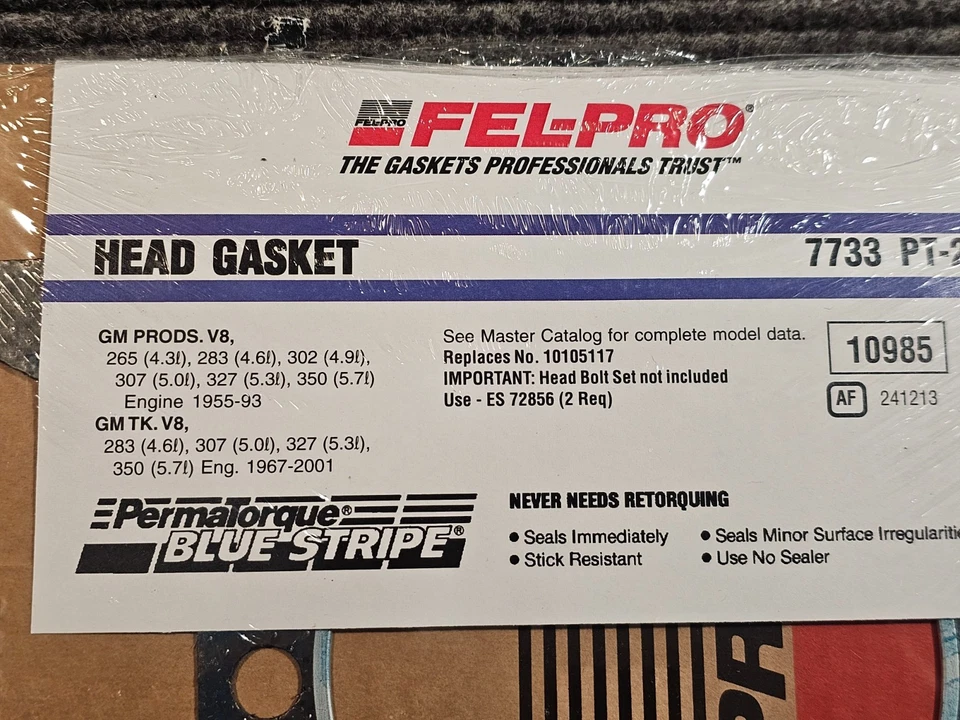 FEL-PRO
FEL-PRO®
THE GASKETS PROFESSIONALS TRUST™
HEAD GASKET
7733 PT-2
GM PRODS. V8,
265 (4.3ℓ), 283 (4.6ℓ), 302 (4.9ℓ),
307 (5.0ℓ), 327 (5.3ℓ), 350 (5.7ℓ)
Engine 1955-93
GM TK. V8,
283 (4.6ℓ), 307 (5.0ℓ), 327 (5.3ℓ),
350 (5.7ℓ) Eng. 1967-2001
See Master Catalog for complete model data.
Replaces No. 10105117
IMPORTANT: Head Bolt Set not included
Use - ES 72856 (2 Req)
10985
AF 241213
PermaTorque®
BLUE STRIPE®
NEVER NEEDS RETORQUING
• Seals Immediately
• Stick Resistant
• Seals Minor Surface Irregulariti
• Use No Sealer
PR